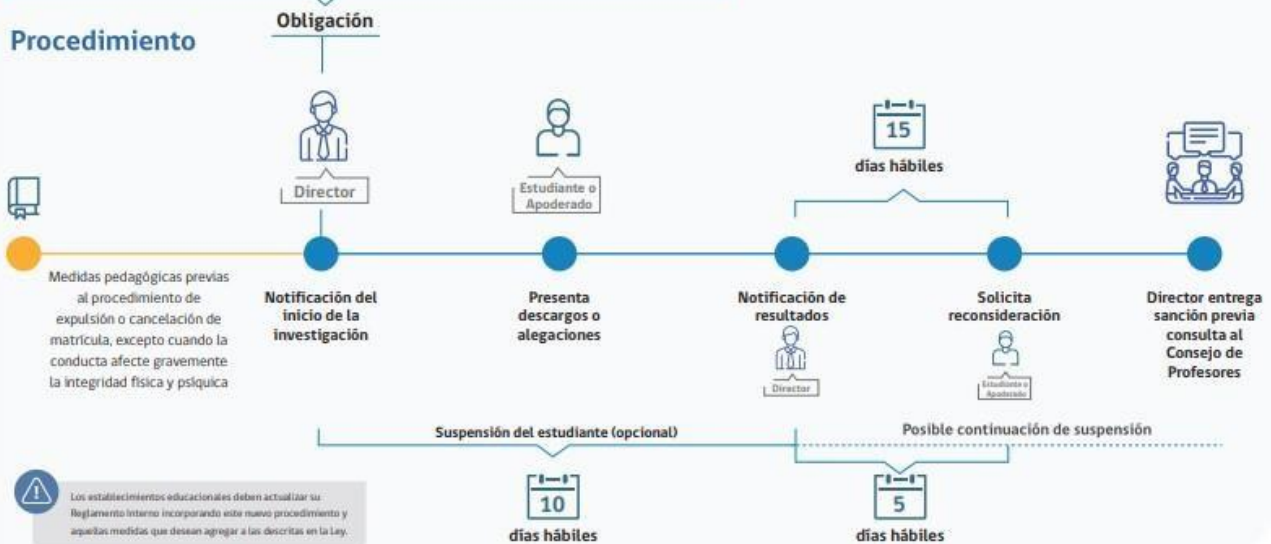 Procedimiento
Obligación
Director
Estudiante o
Apoderado
15
días hábiles
Medidas pedagógicas previas
al procedimiento de
expulsión o cancelación de
matrícula, excepto cuando la
conducta afecte gravemente
la integridad física y psíquica
Notificación del
inicio de la
investigación
Presenta
descargos o
alegaciones
Notificación de
resultados
Director
Solicita
reconsideración
Estudiante o
Apoderado
Director entrega
sanción previa
consulta al
Consejo de
Profesores
Suspensión del estudiante (opcional)
Posible continuación de suspensión
10
días hábiles
5
días hábiles
Los establecimientos educacionales deben actualizar su
Reglamento Interno incorporando este nuevo procedimiento y
aquellas medidas que desean agregar a las descritas en la Ley.